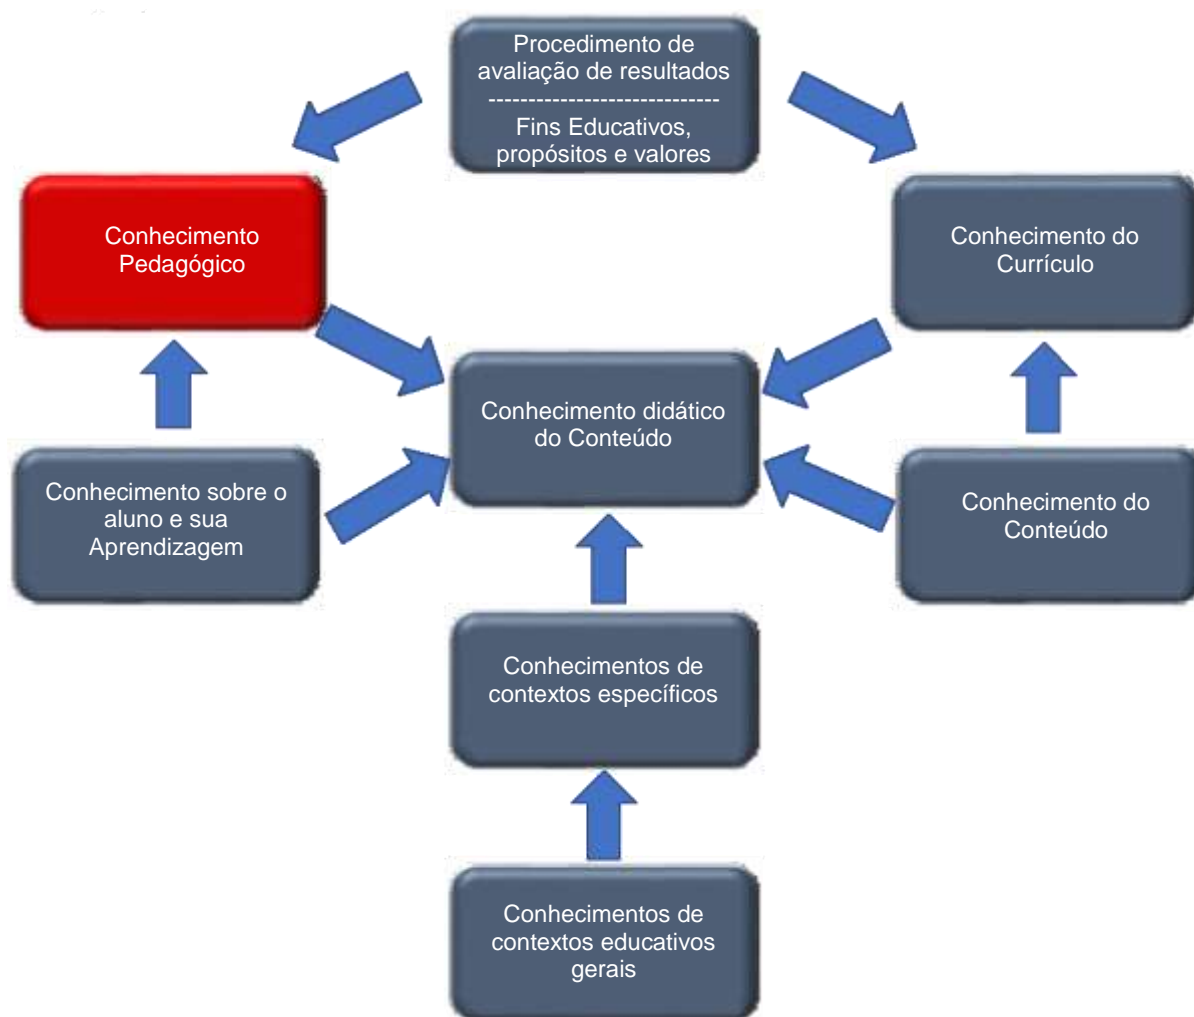 Procedimento de
avaliação de resultados
-----------------------------
Fins Educativos,
propósitos e valores
Conhecimento
Pedagógico
Conhecimento do
Currículo
Conhecimento didático
do Conteúdo
Conhecimento sobre o
aluno e sua
Aprendizagem
Conhecimento do
Conteúdo
Conhecimentos de
contextos específicos
Conhecimentos de
contextos educativos
gerais